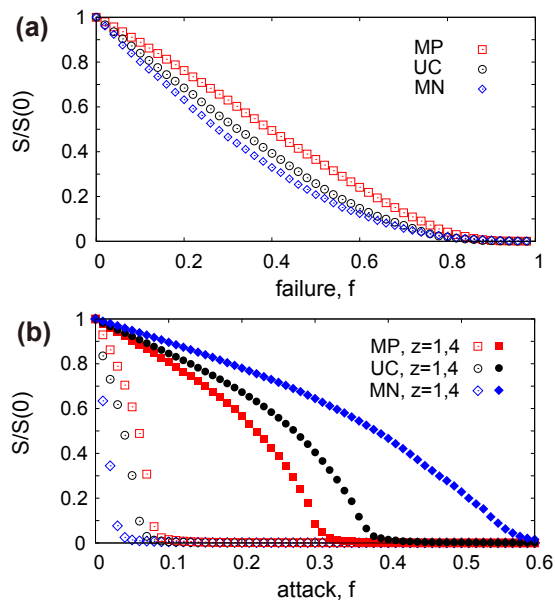 (a)
MP
UC
MN
S/S(0)
1
0.8
0.6
0.4
0.2
0
0 0.2 0.4 0.6 0.8 1
failure, f
(b)
MP, z=1,4
UC, z=1,4
MN, z=1,4
S/S(0)
1
0.8
0.6
0.4
0.2
0
0 0.1 0.2 0.3 0.4 0.5 0.6
attack, f